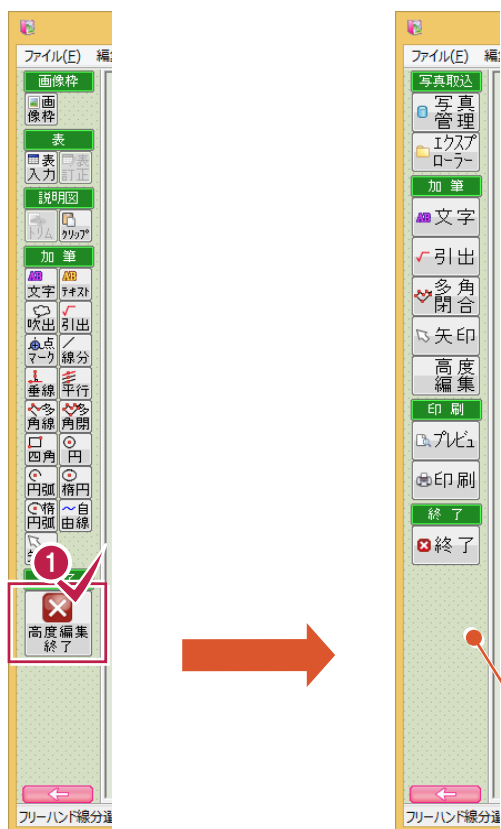 ファイル(F) 編
画像枠
画
像枠
表
表 表
入力 訂正
説明図
トリム クリップ
加 筆
AB AB
文字 テキスト
吹出 引出
点
マーク 線分
垂線 平行
多 多
角線 角閉
四角 円
円弧 楕円
楕 ～自
円弧 由線
1
高度編集
終了
←
フリーハンド線分
ファイル(F) 編
写真取込
写真
管理
エクスプ
ローラー
加 筆
AB 文字
引出
多角
閉合
矢印
高度
編集
印 刷
プレビュ
印刷
終 了
終了
←
フリーハンド線分